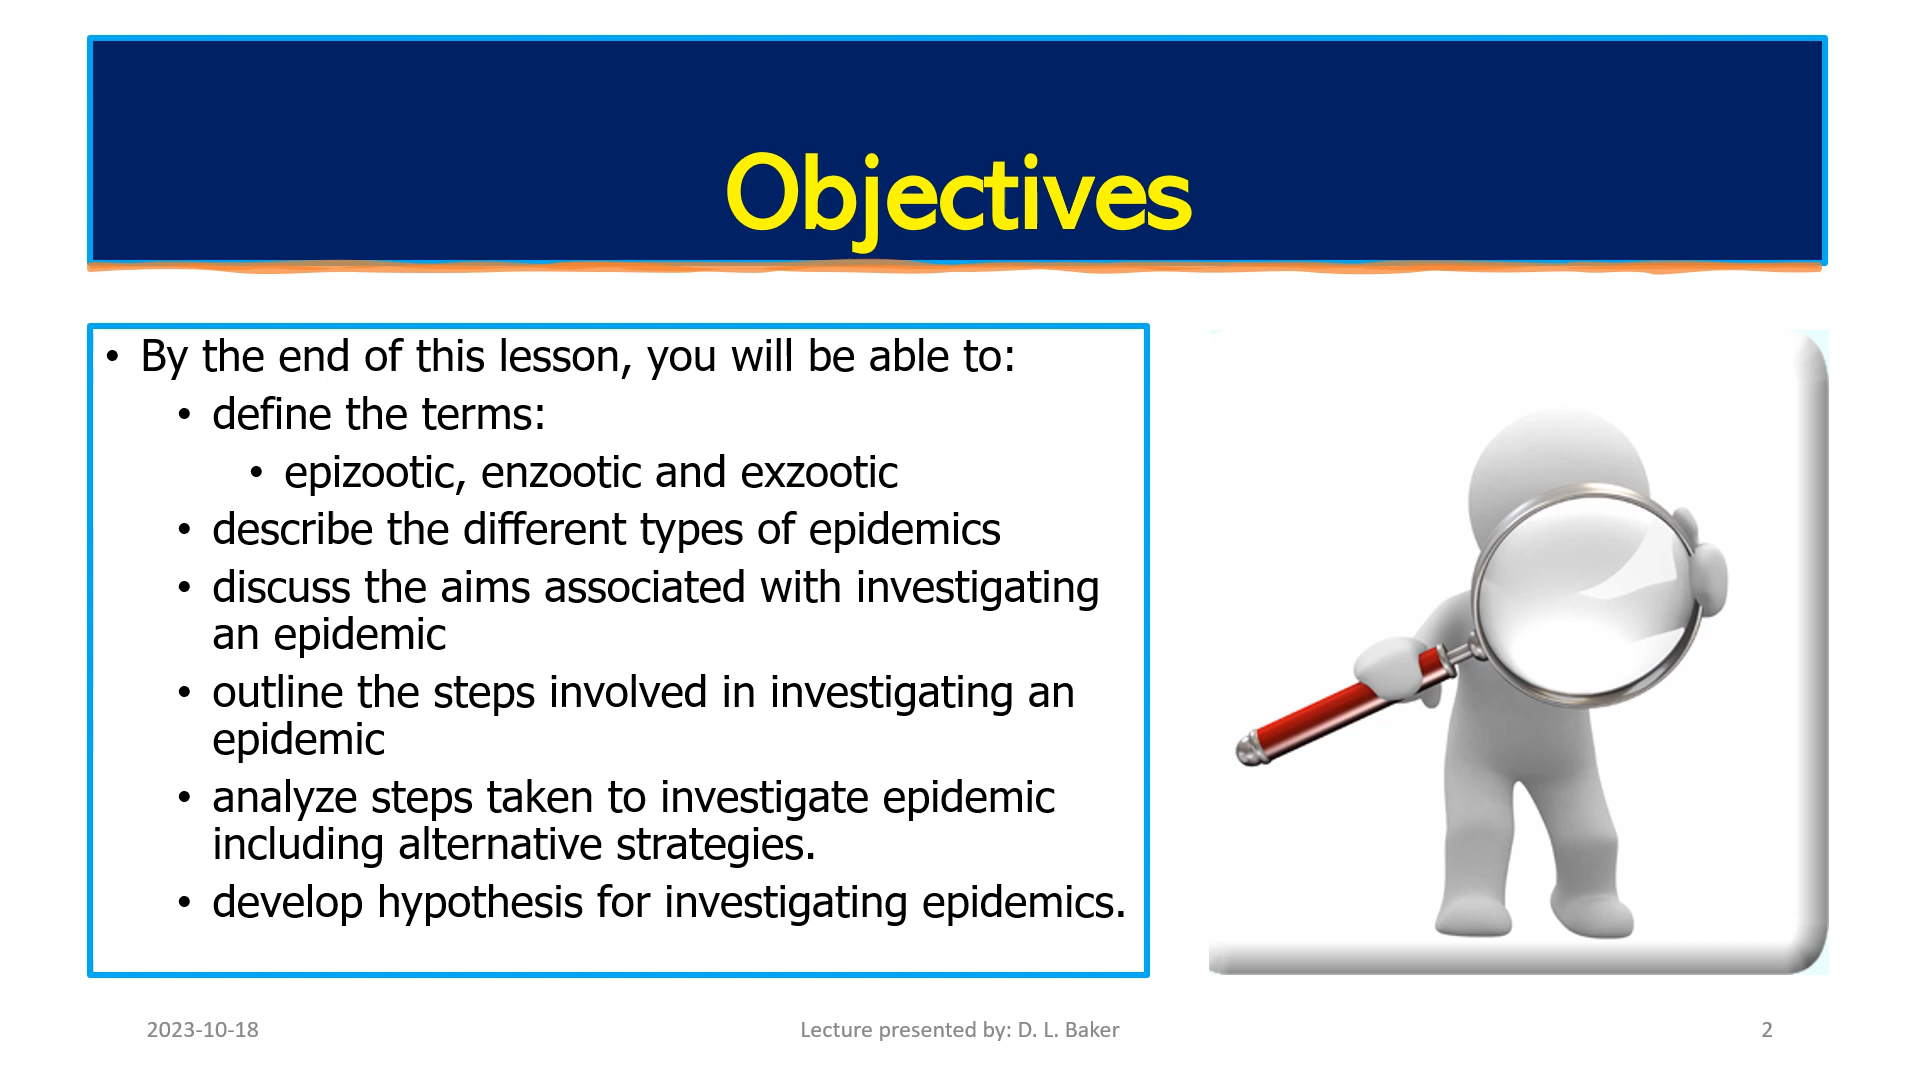 Objectives
• By the end of this lesson, you will be able to:
• define the terms:
• epizootic, enzootic and exzootic
• describe the different types of epidemics
• discuss the aims associated with investigating
an epidemic
• outline the steps involved in investigating an
epidemic
• analyze steps taken to investigate epidemic
including alternative strategies.
• develop hypothesis for investigating epidemics.
2023-10-18
Lecture presented by: D. L. Baker
2